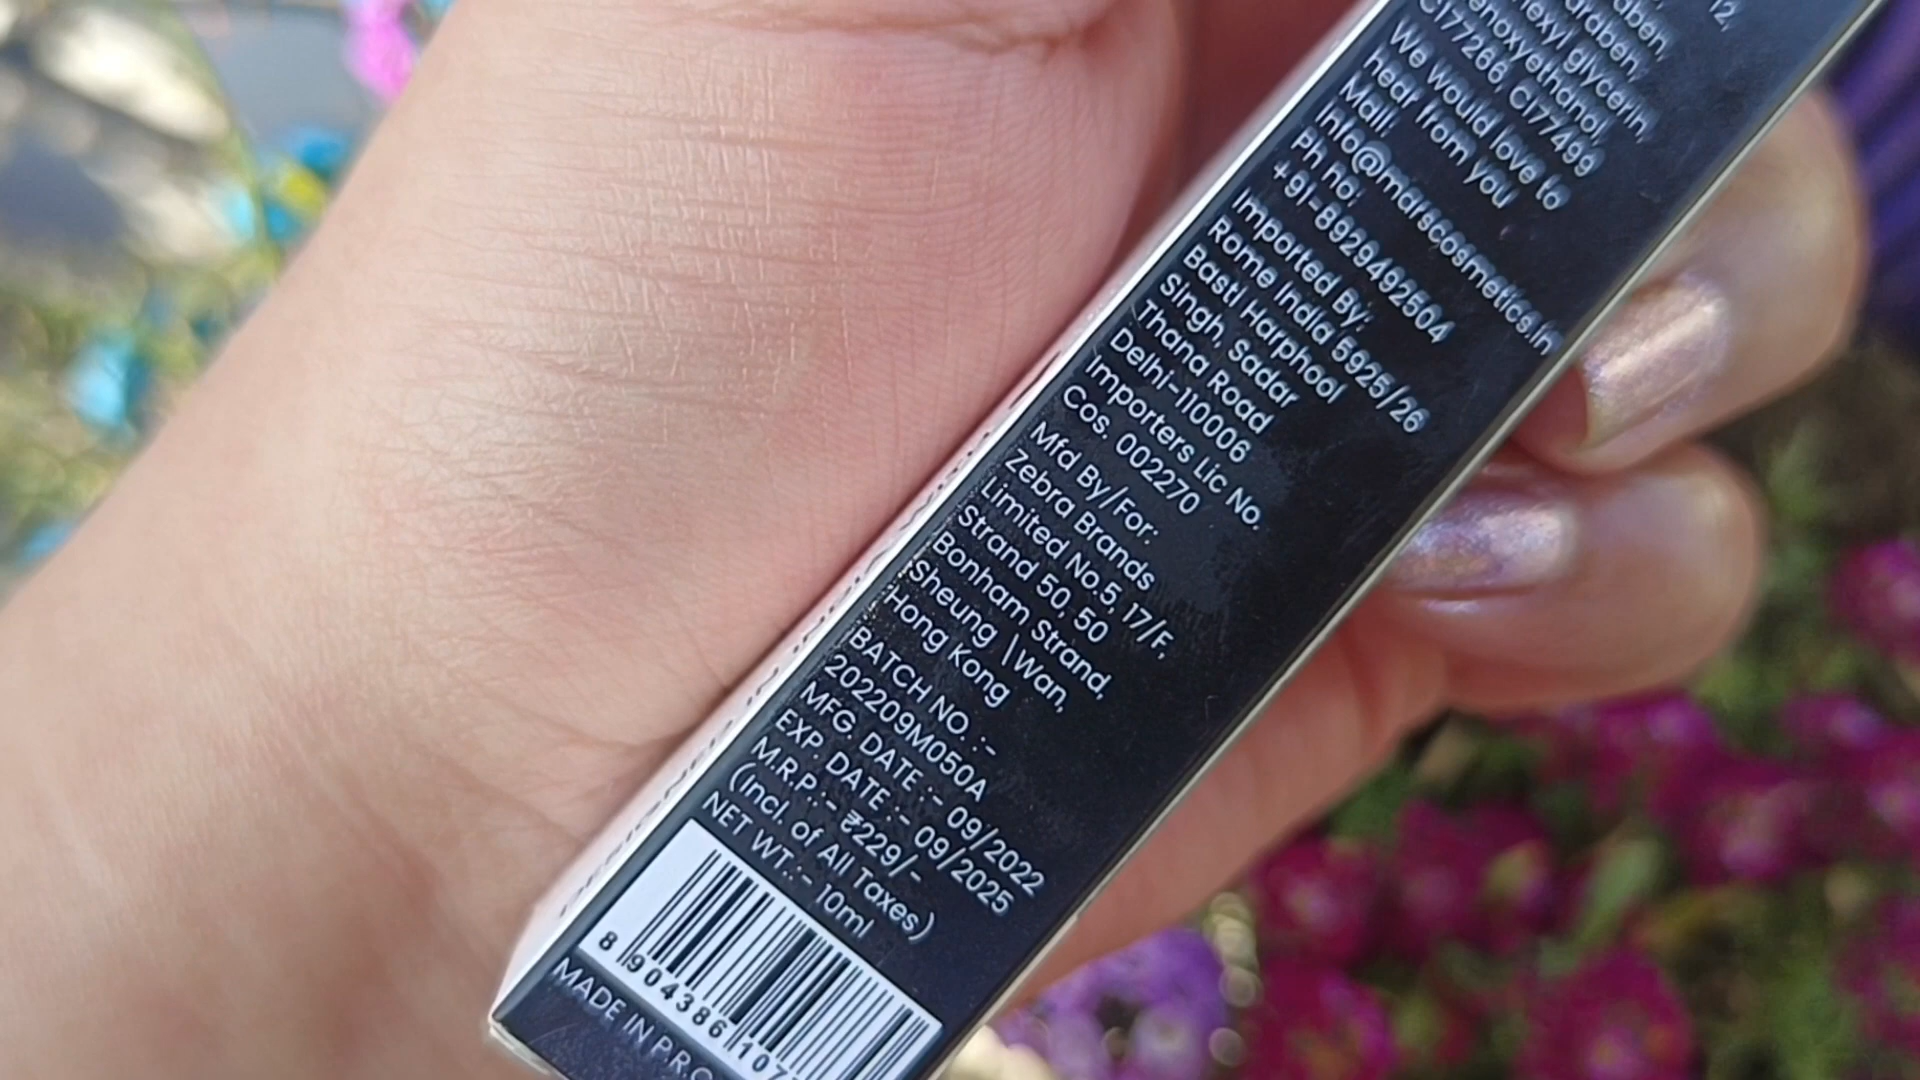 12,
hexyl glycerin,
CI77266 CI77499
We would love to
hear from you
Mail:
Info@marscosmetics.in
Ph no.:
+91-8929492504
Imported By:
Rome India 5925/26
Basti Harphool
Singh, Sadar
Thana Road
Delhi-110006
Importers Lic No.
Cos. 002270
Mfd By/For:
Zebra Brands
Limited No.5, 17/F,
Strand 50, 50
Bonham Strand,
Sheung \Wan,
Hong Kong
BATCH NO. :-
202209M050A
MFG. DATE :- 09/2022
EXP. DATE :- 09/2025
M.R.P.:- ₹229/-
(Incl. of All Taxes)
NET WT.:- 10ml
8 904386 107
MADE IN P.R.C